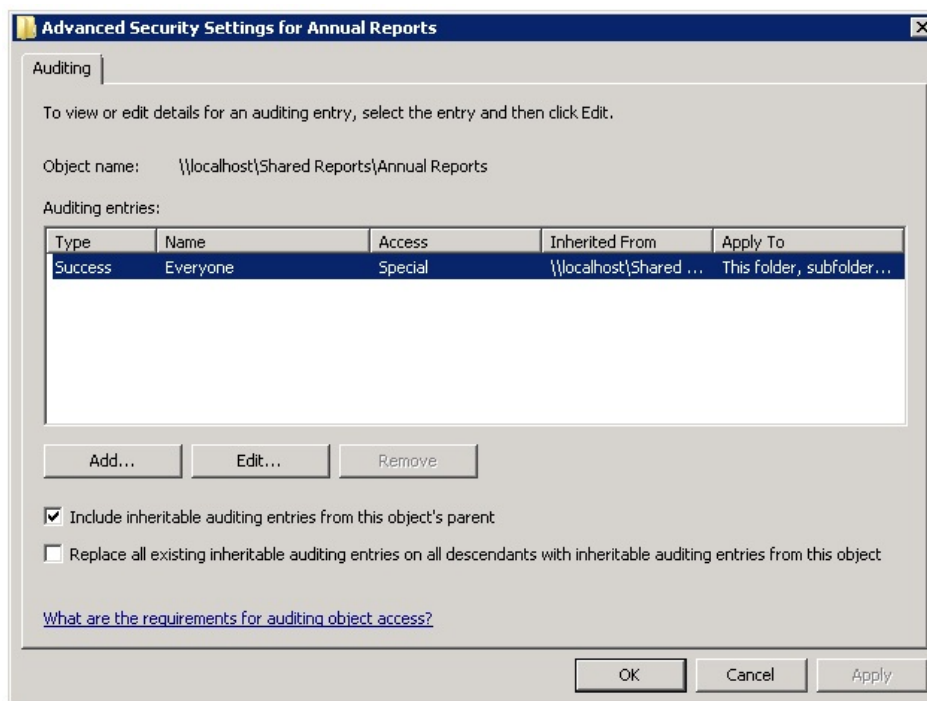 Advanced Security Settings for Annual Reports
Auditing
To view or edit details for an auditing entry, select the entry and then click Edit.
Object name: \\localhost\Shared Reports\Annual Reports
Auditing entries:
Type Name Access Inherited From Apply To
Success Everyone Special \\localhost\Shared ... This folder, subfolder...
Add... Edit... Remove
Include inheritable auditing entries from this object's parent
Replace all existing inheritable auditing entries on all descendants with inheritable auditing entries from this object
What are the requirements for auditing object access?
OK Cancel Apply